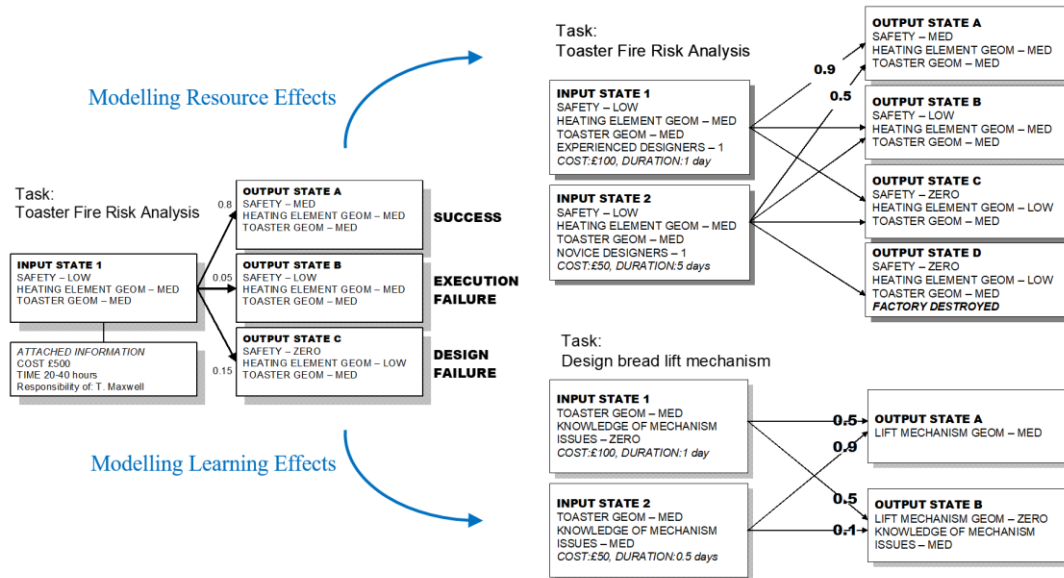 Modelling Resource Effects
Task:
Toaster Fire Risk Analysis
INPUT STATE 1
SAFETY – LOW
HEATING ELEMENT GEOM – MED
TOASTER GEOM – MED
ATTACHED INFORMATION
COST £500
TIME 20-40 hours
Responsibility of: T. Maxwell
0.8
0.05
0.15
OUTPUT STATE A
SAFETY – MED
HEATING ELEMENT GEOM – MED
TOASTER GEOM – MED
SUCCESS
OUTPUT STATE B
SAFETY – LOW
HEATING ELEMENT GEOM – MED
TOASTER GEOM – MED
EXECUTION
FAILURE
OUTPUT STATE C
SAFETY – ZERO
HEATING ELEMENT GEOM – LOW
TOASTER GEOM – MED
DESIGN
FAILURE
Modelling Learning Effects
Task:
Toaster Fire Risk Analysis
INPUT STATE 1
SAFETY – LOW
HEATING ELEMENT GEOM – MED
TOASTER GEOM – MED
EXPERIENCED DESIGNERS – 1
COST:£100, DURATION:1 day
INPUT STATE 2
SAFETY – LOW
HEATING ELEMENT GEOM – MED
TOASTER GEOM – MED
NOVICE DESIGNERS – 1
COST:£50, DURATION:5 days
0.9
0.5
OUTPUT STATE A
SAFETY – MED
HEATING ELEMENT GEOM – MED
TOASTER GEOM – MED
OUTPUT STATE B
SAFETY – LOW
HEATING ELEMENT GEOM – MED
TOASTER GEOM – MED
OUTPUT STATE C
SAFETY – ZERO
HEATING ELEMENT GEOM – LOW
TOASTER GEOM – MED
OUTPUT STATE D
SAFETY – ZERO
HEATING ELEMENT GEOM – LOW
TOASTER GEOM – MED
FACTORY DESTROYED
Task:
Design bread lift mechanism
INPUT STATE 1
TOASTER GEOM – MED
KNOWLEDGE OF MECHANISM
ISSUES – ZERO
COST:£100, DURATION:1 day
INPUT STATE 2
TOASTER GEOM – MED
KNOWLEDGE OF MECHANISM
ISSUES – MED
COST:£50, DURATION:0.5 days
0.5
0.9
0.5
0.1
OUTPUT STATE A
LIFT MECHANISM GEOM – MED
OUTPUT STATE B
LIFT MECHANISM GEOM – ZERO
KNOWLEDGE OF MECHANISM
ISSUES – MED